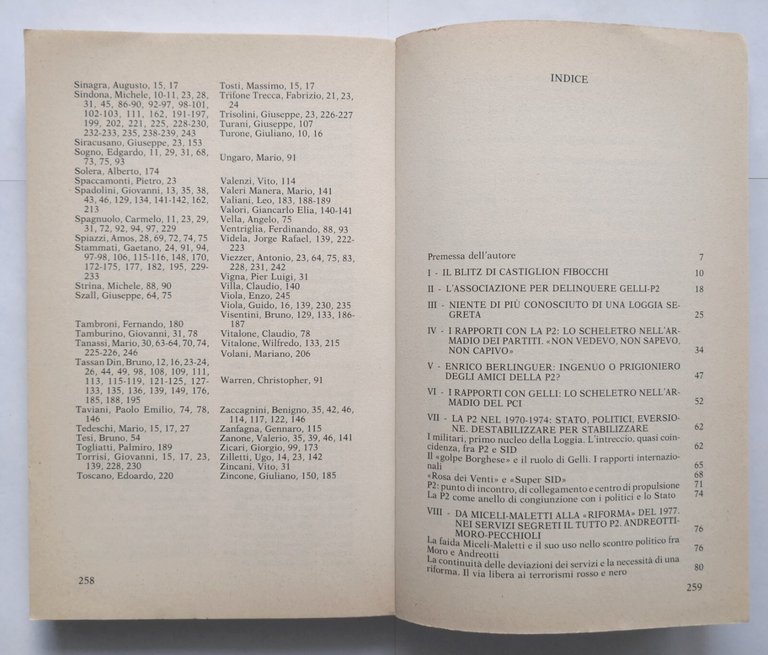 Sinagra, Augusto, 15, 17
Sindona, Michele, 10-11, 23, 28,
31, 45, 86-90, 92-97, 98-101,
102-103, 111, 162, 191-197,
199, 202, 221, 225, 228-230,
232-233, 235, 238-239, 243
Siracusano, Giuseppe, 23, 153
Sogno, Edgardo, 11, 29, 31, 68,
73, 75, 93
Solera, Alberto, 174
Spaccamonti, Pietro, 23
Spadolini, Giovanni, 13, 35, 38,
43, 46, 129, 134, 141-142, 162,
213
Spagnuolo, Carmelo, 11, 23, 29,
31, 72, 92, 94, 97, 229
Spiazzi, Amos, 28, 69, 72, 74, 75
Stammati, Gaetano, 24, 91, 94,
97-98, 106, 115-116, 148, 170,
172-175, 177, 182, 195, 229-
233
Strina, Michele, 88, 90
Szall, Giuseppe, 64, 75
Tambroni, Fernando, 180
Tamburino, Giovanni, 31, 78
Tanassi, Mario, 30, 63-64, 70, 74,
225-226, 246
Tassan Din, Bruno, 12, 16, 23-24,
26, 44, 49, 98, 108, 109, 111,
113, 115-119, 121-125, 127-
133, 135, 136, 139, 149, 176,
185, 188, 195
Taviani, Paolo Emilio, 74, 78,
146
Tedeschi, Mario, 15, 17, 27
Tesi, Bruno, 54
Togliatti, Palmiro, 189
Torrisi, Giovanni, 15, 17, 23,
139, 228, 230
Toscano, Edoardo, 220
Tosti, Massimo, 15, 17
Trifone Trecca, Fabrizio, 21, 23,
24
Trisolini, Giuseppe, 23, 226-227
Turani, Giuseppe, 107
Turone, Giuliano, 10, 16
Ungaro, Mario, 91
Valenzi, Vito, 114
Valeri Manera, Mario, 141
Valiani, Leo, 183, 188-189
Valori, Giancarlo Elia, 140-141
Vella, Angelo, 75
Ventriglia, Ferdinando, 88, 93
Videla, Jorge Rafael, 139, 222-
223
Viezzer, Antonio, 23, 64, 75, 83,
228, 231, 242
Vigna, Pier Luigi, 31
Villa, Claudio, 140
Viola, Enzo, 245
Viola, Guido, 16, 139, 230, 235
Visentini, Bruno, 129, 133, 186-
187
Vitalone, Claudio, 78
Vitalone, Wilfredo, 133, 215
Volani, Mariano, 206
Warren, Christopher, 91
Zaccagnini, Benigno, 35, 42, 46,
114, 117, 122, 146
Zanfagna, Gennaro, 115
Zanone, Valerio, 35, 39, 46, 141
Zicari, Giorgio, 99, 173
Zilletti, Ugo, 14, 23, 142
Zincani, Vito, 31
Zincone, Giuliano, 150, 185
258
INDICE
Premessa dell'autore 7
I - IL BLITZ DI CASTIGLION FIBOCCHI 10
II - L'ASSOCIAZIONE PER DELINQUERE GELLI-P2 18
III - NIENTE DI PIÙ CONOSCIUTO DI UNA LOGGIA SE-
GRETA 25
IV - I RAPPORTI CON LA P2: LO SCHELETRO NELL'AR-
MADIO DEI PARTITI. «NON VEDEVO, NON SAPEVO,
NON CAPIVO» 34
V - ENRICO BERLINGUER: INGENUO O PRIGIONIERO
DEGLI AMICI DELLA P2? 47
VI - I RAPPORTI CON GELLI: LO SCHELETRO NELL'AR-
MADIO DEL PCI 52
VII - LA P2 NEL 1970-1974: STATO, POLITICI, EVERSIO-
NE. DESTABILIZZARE PER STABILIZZARE 62
I militari, primo nucleo della Loggia. L'intreccio, quasi coin-
cidenza, fra P2 e SID 62
Il «golpe Borghese» e il ruolo di Gelli. I rapporti internazio-
nali 65
«Rosa dei Venti» e «Super SID» 68
P2: punto di incontro, di collegamento e centro di propulsione 71
La P2 come anello di congiunzione con i politici e lo Stato 74
VIII - DA MICELI-MALETTI ALLA «RIFORMA» DEL 1977.
NEI SERVIZI SEGRETI IL TUTTO P2. ANDREOTTI-
MORO-PECCHIOLI 76
La faida Miceli-Maletti e il suo uso nello scontro politico fra
Moro e Andreotti 76
La continuità delle deviazioni dei servizi e la necessità di una
riforma. Il via libera ai terrorismi rosso e nero 80
259